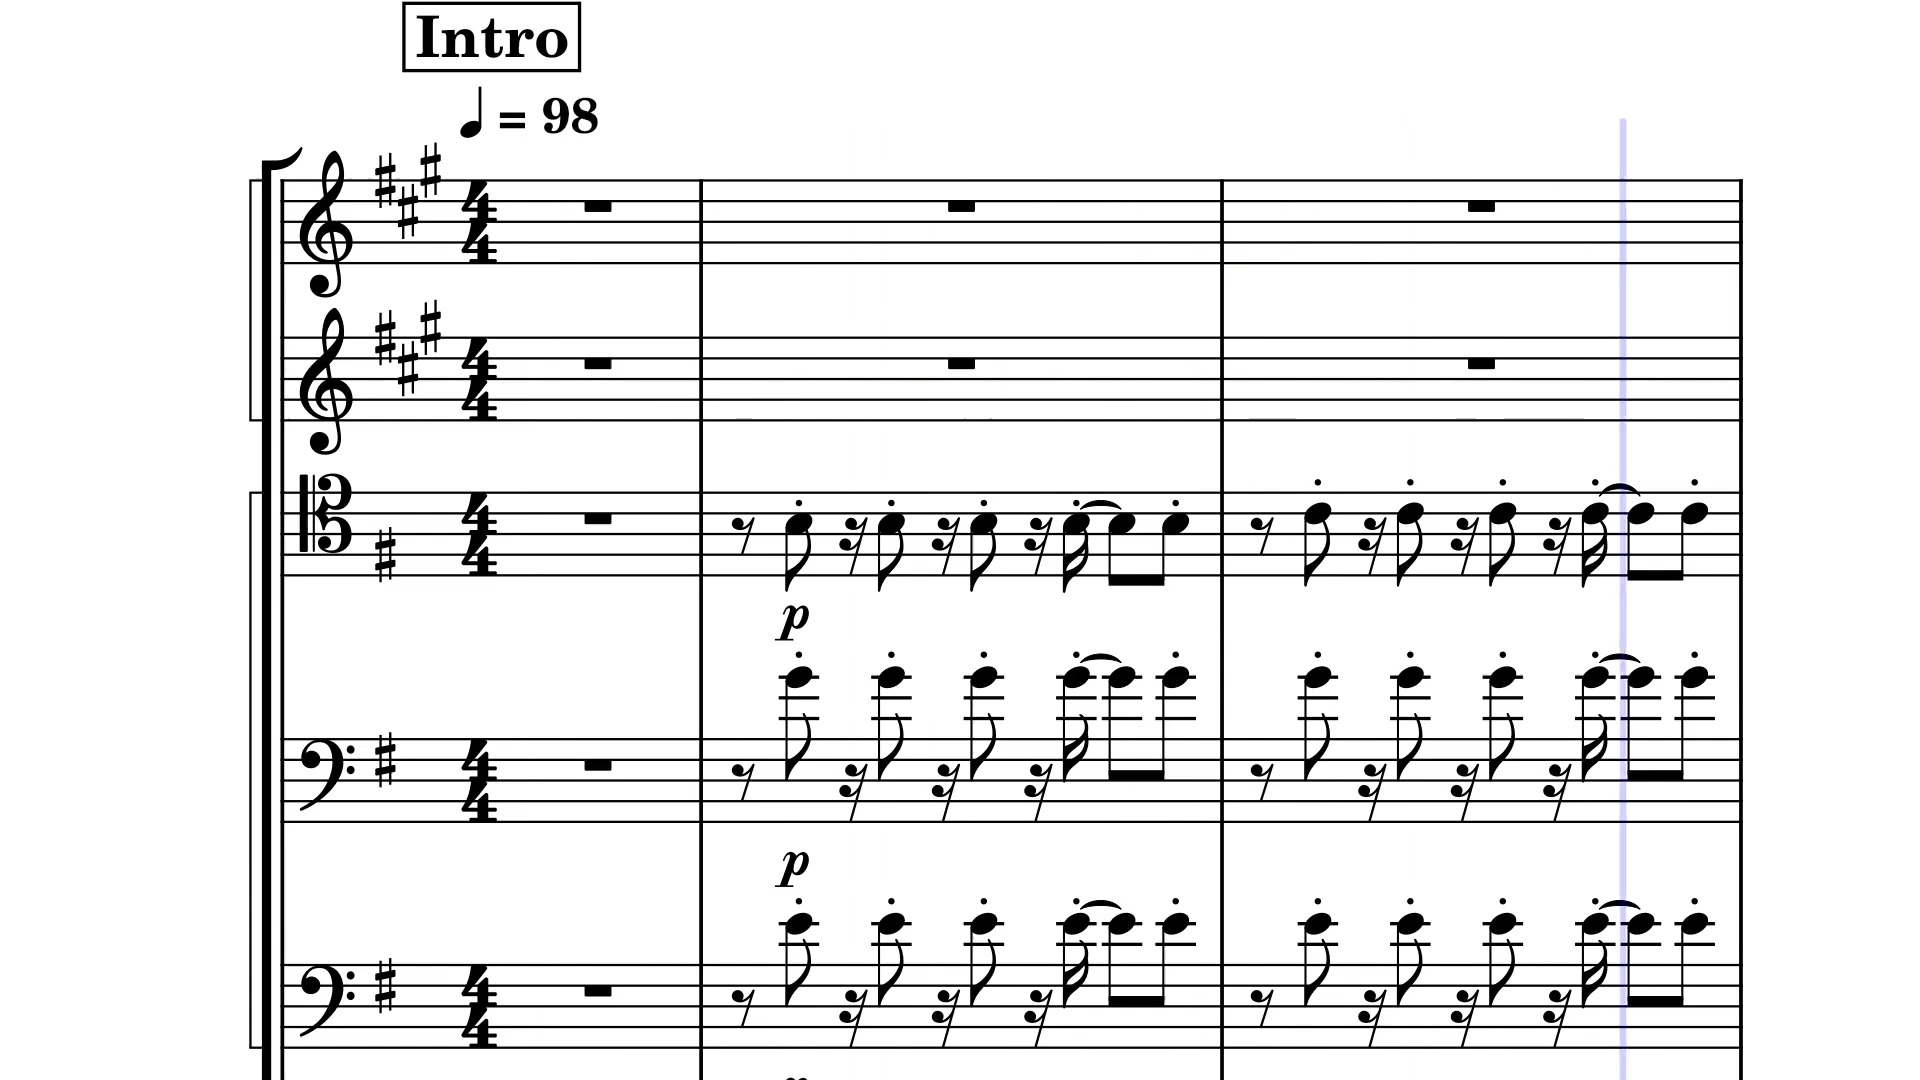 Intro
♩ = 98
p
p